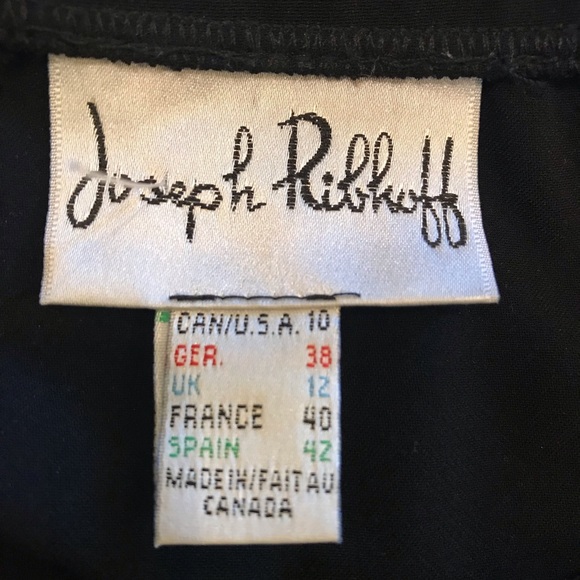 Joseph Ribkoff
CAN/U.S.A. 10
GER. 38
UK 12
FRANCE 40
SPAIN 42
MADE IN/FAIT AU
CANADA